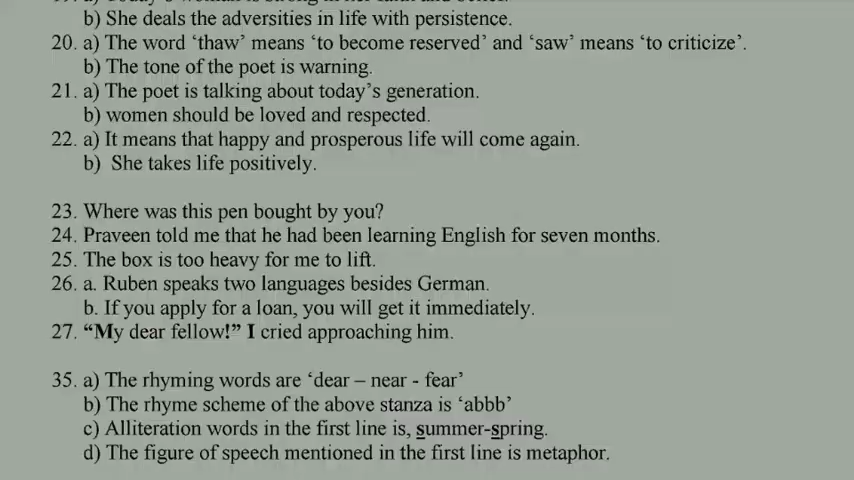 b) She deals the adversities in life with persistence.
20. a) The word ‘thaw’ means ‘to become reserved’ and ‘saw’ means ‘to criticize’.
b) The tone of the poet is warning.
21. a) The poet is talking about today’s generation.
b) women should be loved and respected.
22. a) It means that happy and prosperous life will come again.
b) She takes life positively.
23. Where was this pen bought by you?
24. Praveen told me that he had been learning English for seven months.
25. The box is too heavy for me to lift.
26. a. Ruben speaks two languages besides German.
b. If you apply for a loan, you will get it immediately.
27. “My dear fellow!” I cried approaching him.
35. a) The rhyming words are ‘dear – near - fear’
b) The rhyme scheme of the above stanza is ‘abbb’
c) Alliteration words in the first line is, summer-spring.
d) The figure of speech mentioned in the first line is metaphor.